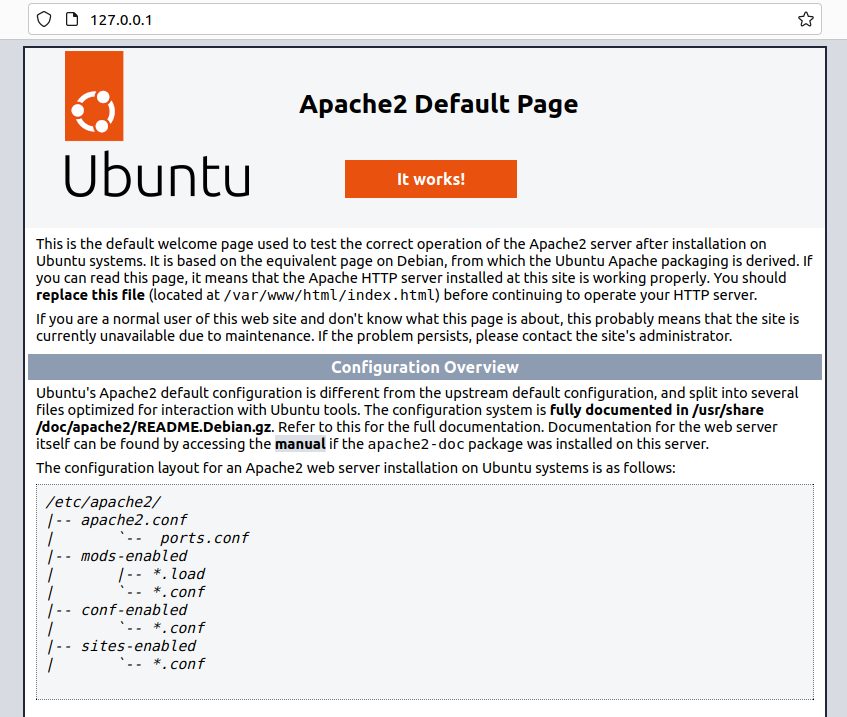 127.0.0.1
Apache2 Default Page
Ubuntu
It works!
This is the default welcome page used to test the correct operation of the Apache2 server after installation on
Ubuntu systems. It is based on the equivalent page on Debian, from which the Ubuntu Apache packaging is derived. If
you can read this page, it means that the Apache HTTP server installed at this site is working properly. You should
replace this file (located at /var/www/html/index.html) before continuing to operate your HTTP server.
If you are a normal user of this web site and don't know what this page is about, this probably means that the site is
currently unavailable due to maintenance. If the problem persists, please contact the site's administrator.
Configuration Overview
Ubuntu's Apache2 default configuration is different from the upstream default configuration, and split into several
files optimized for interaction with Ubuntu tools. The configuration system is fully documented in /usr/share
/doc/apache2/README.Debian.gz. Refer to this for the full documentation. Documentation for the web server
itself can be found by accessing the manual if the apache2-doc package was installed on this server.
The configuration layout for an Apache2 web server installation on Ubuntu systems is as follows:
/etc/apache2/
|-- apache2.conf
|       `--  ports.conf
|-- mods-enabled
|       |-- *.load
|       `-- *.conf
|-- conf-enabled
|       `-- *.conf
|-- sites-enabled
|       `-- *.conf